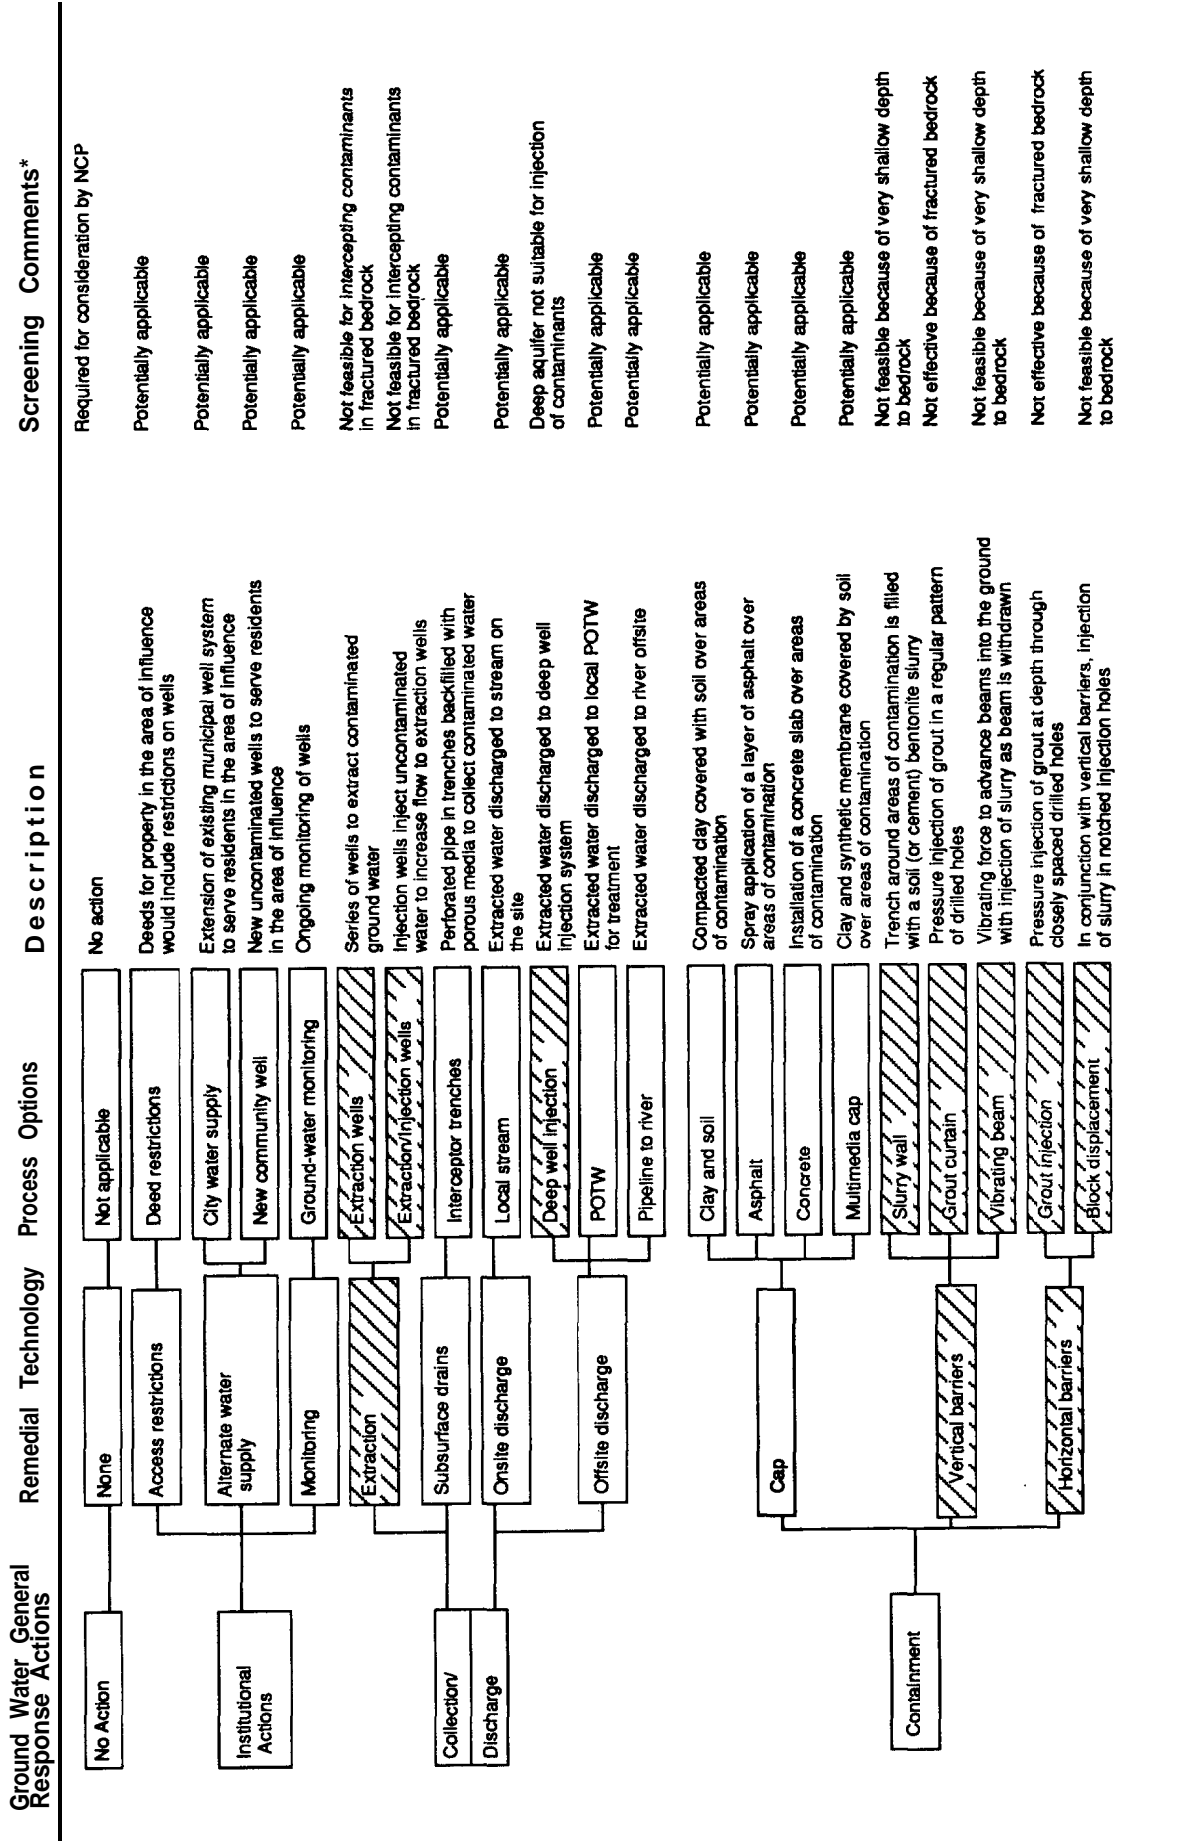 Ground Water General
Response Actions
Remedial Technology
Process Options
Description
Screening Comments*
No Action
None
Not applicable
No action
Required for consideration by NCP
Institutional
Actions
Access restrictions
Deed restrictions
Deeds for property in the area of influence
would include restrictions on wells
Potentially applicable
Alternate water
supply
City water supply
Extension of existing municipal well system
to serve residents in the area of influence
Potentially applicable
New community well
New uncontaminated wells to serve residents
in the area of influence
Potentially applicable
Monitoring
Ground-water monitoring
Ongoing monitoring of wells
Potentially applicable
Collection/
Discharge
Extraction
Extraction wells
Series of wells to extract contaminated
ground water
Not feasible for intercepting contaminants
in fractured bedrock
Extraction/Injection wells
Injection wells inject uncontaminated
water to increase flow to extraction wells
Not feasible for intercepting contaminants
in fractured bedrock
Subsurface drains
Interceptor trenches
Perforated pipe in trenches backfilled with
porous media to collect contaminated water
Potentially applicable
Onsite discharge
Local stream
Extracted water discharged to stream on
the site
Potentially applicable
Offsite discharge
Deep well injection
Extracted water discharged to deep well
injection system
Deep aquifer not suitable for injection
of contaminants
POTW
Extracted water discharged to local POTW
for treatment
Potentially applicable
Pipeline to river
Extracted water discharged to river offsite
Potentially applicable
Containment
Cap
Clay and soil
Compacted clay covered with soil over areas
of contamination
Potentially applicable
Asphalt
Spray application of a layer of asphalt over
areas of contamination
Potentially applicable
Concrete
Installation of a concrete slab over areas
of contamination
Potentially applicable
Multimedia cap
Clay and synthetic membrane covered by soil
over areas of contamination
Potentially applicable
Vertical barriers
Slurry wall
Trench around areas of contamination is filled
with a soil (or cement) bentonite slurry
Not feasible because of very shallow depth
to bedrock
Grout curtain
Pressure injection of grout in a regular pattern
of drilled holes
Not effective because of fractured bedrock
Vibrating beam
Vibrating force to advance beams into the ground
with injection of slurry as beam is withdrawn
Not feasible because of very shallow depth
to bedrock
Horizontal barriers
Grout injection
Pressure injection of grout at depth through
closely spaced drilled holes
Not effective because of fractured bedrock
Block displacement
In conjunction with vertical barriers, injection
of slurry in notched injection holes
Not feasible because of very shallow depth
to bedrock